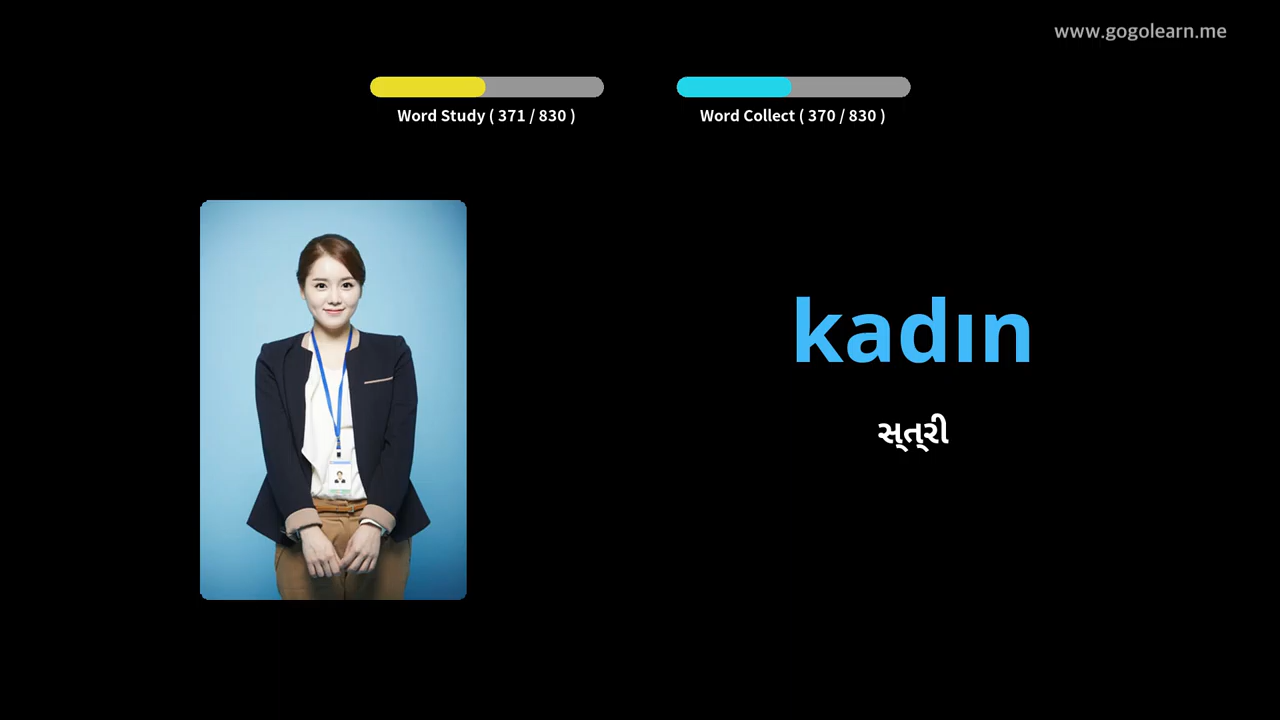 www.gogolearn.me
Word Study ( 371 / 830 )
Word Collect ( 370 / 830 )
kadın
સ્ત્રી